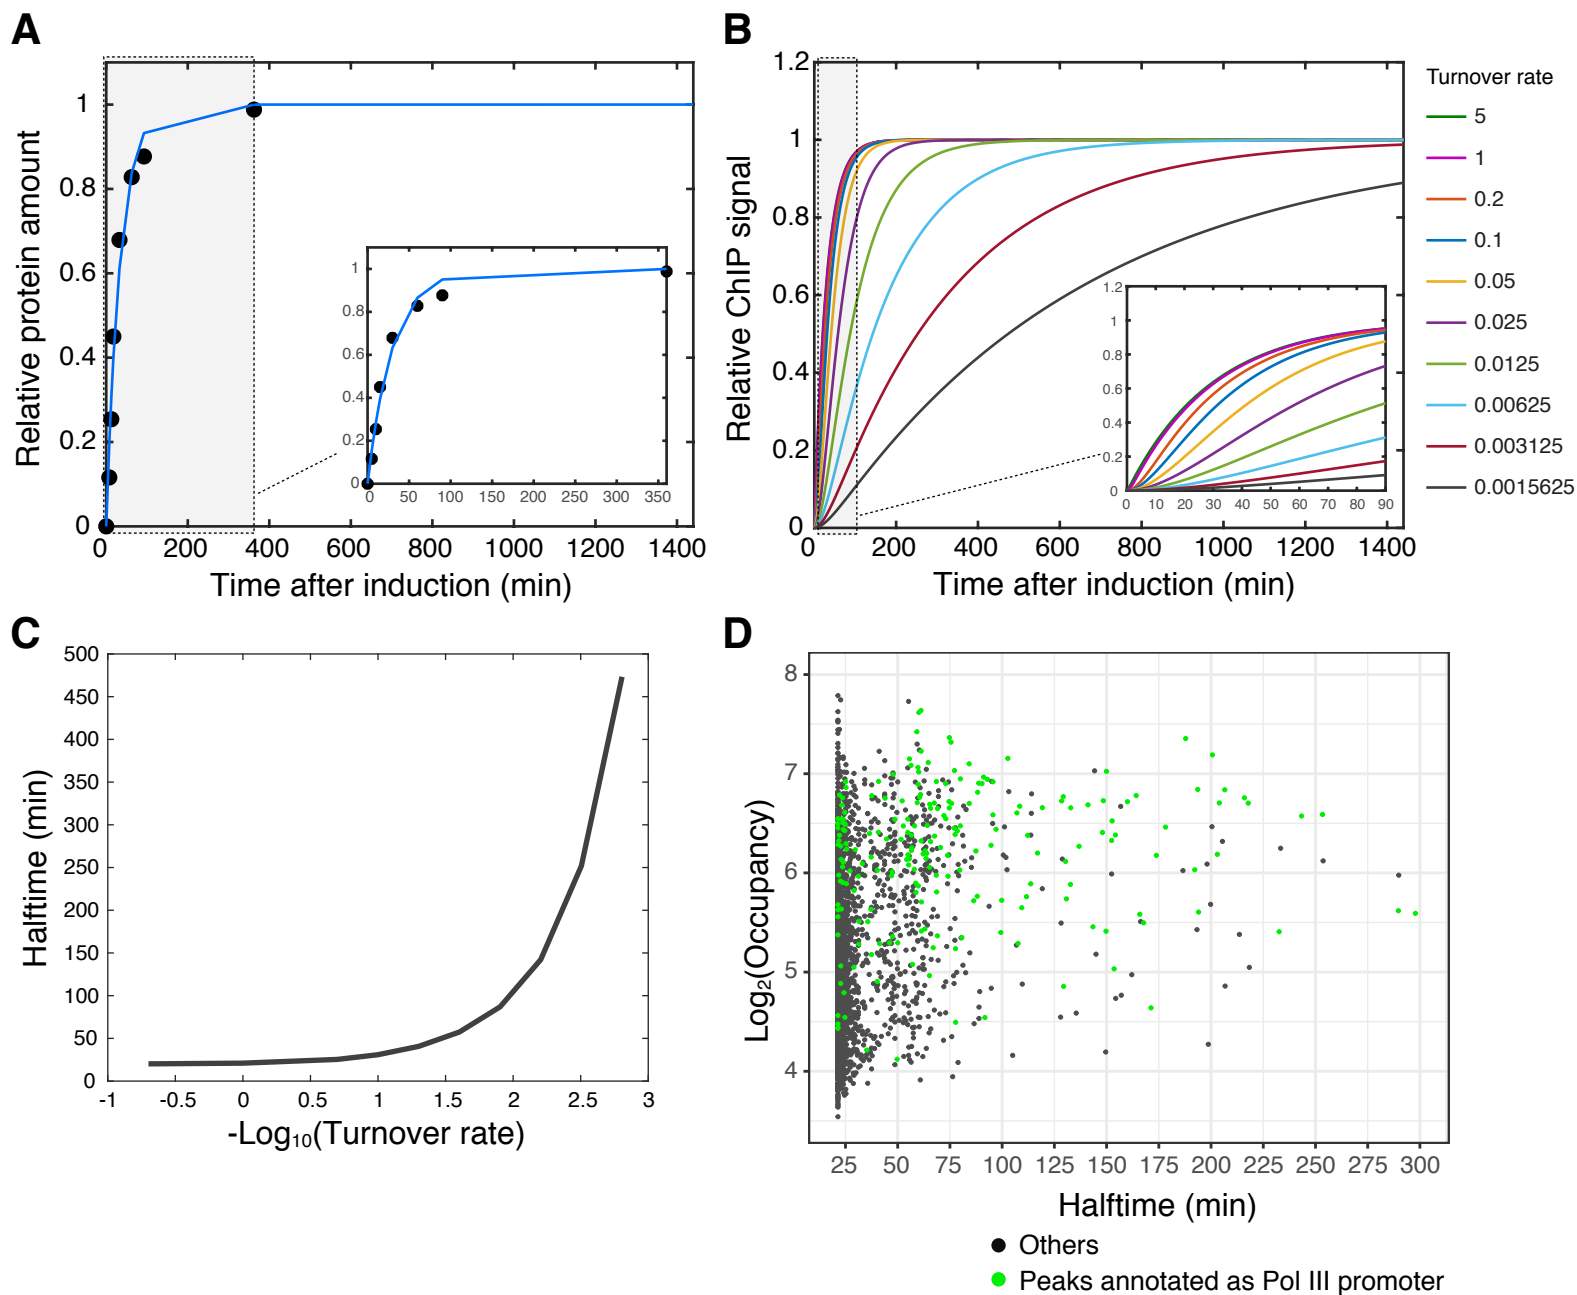 A
Relative protein amount
1
0.8
0.6
0.4
0.2
0
0 200 400 600 800 1000 1200 1400
Time after induction (min)
1
0.8
0.6
0.4
0.2
0
0 50 100 150 200 250 300 350
B
Relative ChIP signal
1.2
1
0.8
0.6
0.4
0.2
0
0 200 400 600 800 1000 1200 1400
Time after induction (min)
1.2
1
0.8
0.6
0.4
0.2
0
0 10 20 30 40 50 60 70 80 90
Turnover rate
5
1
0.2
0.1
0.05
0.025
0.0125
0.00625
0.003125
0.0015625
C
Halftime (min)
500
450
400
350
300
250
200
150
100
50
0
-1 -0.5 0 0.5 1 1.5 2 2.5 3
-Log₁₀(Turnover rate)
D
Log₂(Occupancy)
8
7
6
5
4
25 50 75 100 125 150 175 200 225 250 275 300
Halftime (min)
Others
Peaks annotated as Pol III promoter